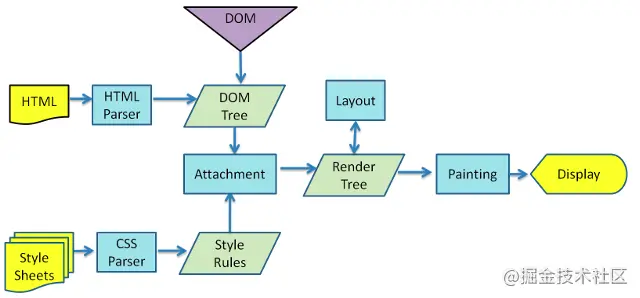 DOM
HTML
HTML
Parser
DOM
Tree
Layout
Attachment
Render
Tree
Painting
Display
Style
Sheets
CSS
Parser
Style
Rules
@掘金技术社区